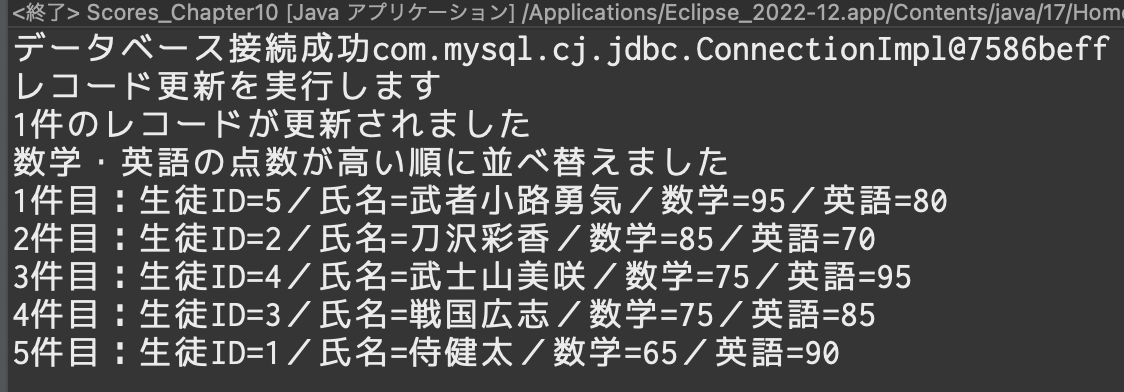 <終了> Scores_Chapter10 [Java アプリケーション] /Applications/Eclipse_2022-12.app/Contents/java/17/Home
データベース接続成功com.mysql.cj.jdbc.ConnectionImpl@7586beff
レコード更新を実行します
1件のレコードが更新されました
数学・英語の点数が高い順に並べ替えました
1件目：生徒ID=5／氏名=武者小路勇気／数学=95／英語=80
2件目：生徒ID=2／氏名=刀沢彩香／数学=85／英語=70
3件目：生徒ID=4／氏名=武士山美咲／数学=75／英語=95
4件目：生徒ID=3／氏名=戦国広志／数学=75／英語=85
5件目：生徒ID=1／氏名=侍健太／数学=65／英語=90